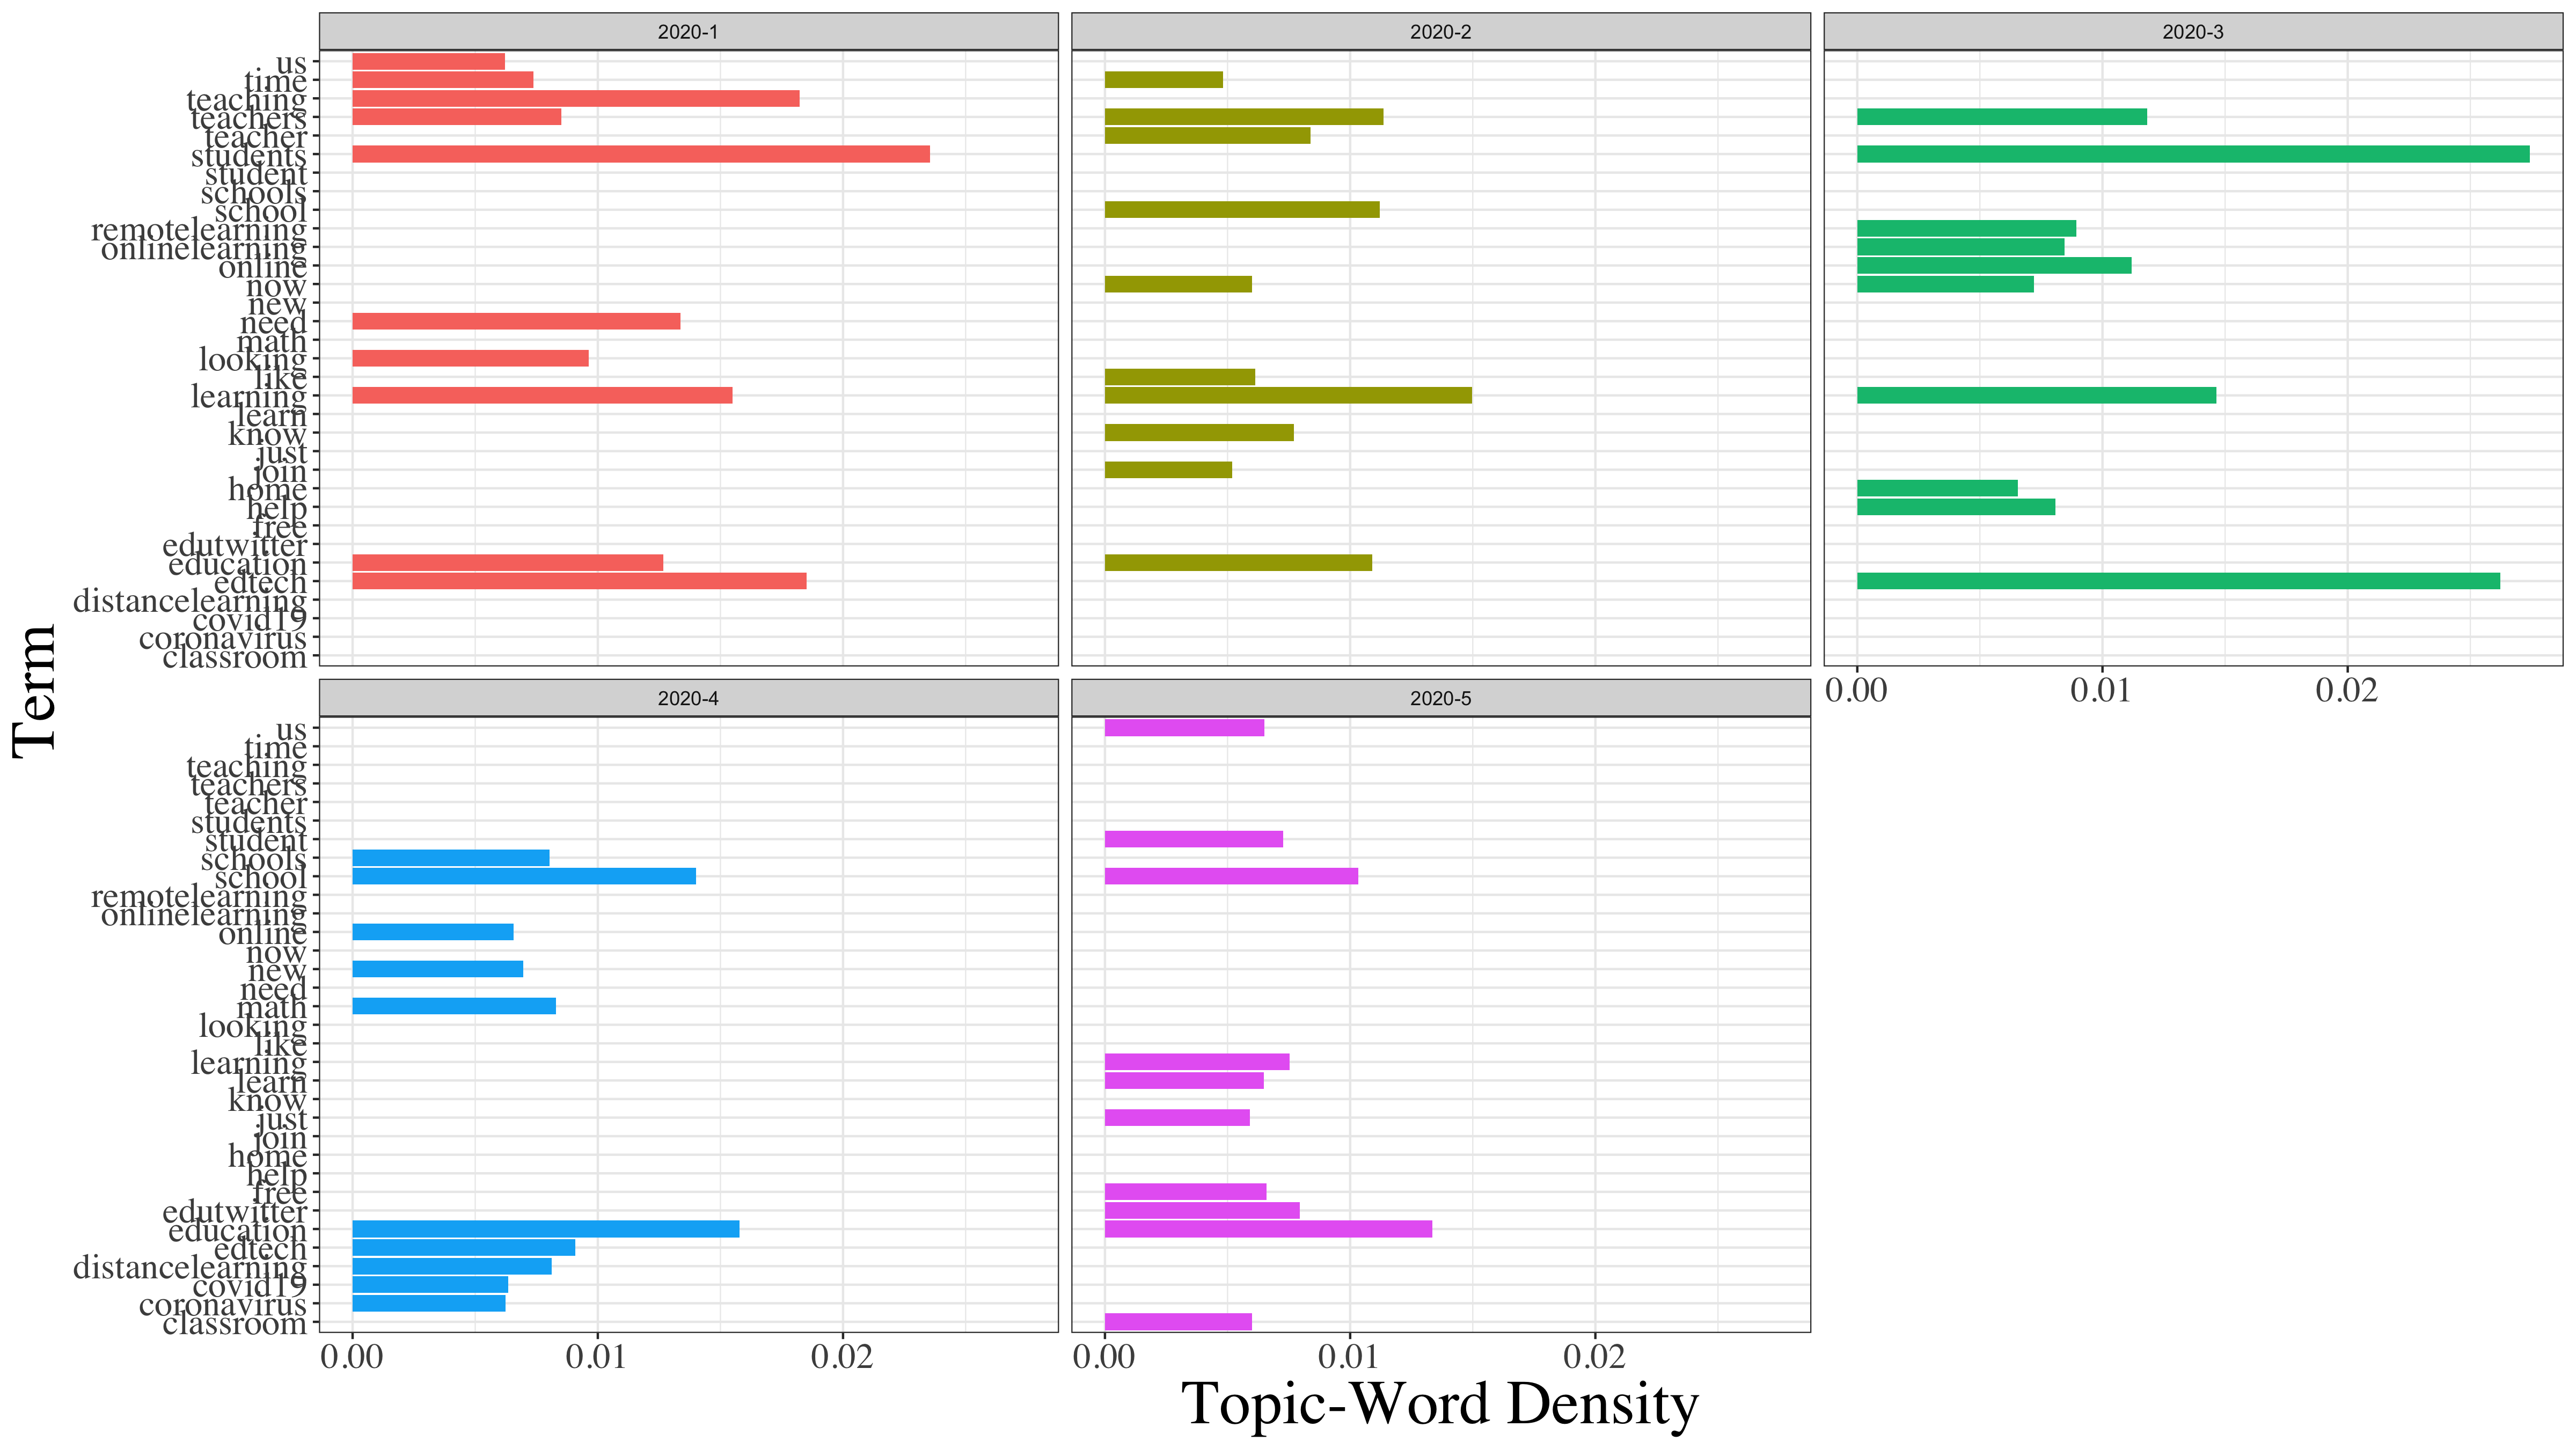 2020-1
2020-2
2020-3
us
time
teaching
teachers
teacher
students
student
schools
school
remotelearning
onlinelearning
online
now
new
need
math
looking
like
learning
learn
know
just
join
home
help
free
edutwitter
education
edtech
distancelearning
covid19
coronavirus
classroom
0.00 0.01 0.02
2020-4
2020-5
us
time
teaching
teachers
teacher
students
student
schools
school
remotelearning
onlinelearning
online
now
new
need
math
looking
like
learning
learn
know
just
join
home
help
free
edutwitter
education
edtech
distancelearning
covid19
coronavirus
classroom
0.00 0.01 0.02
0.00 0.01 0.02
Term
Topic-Word Density